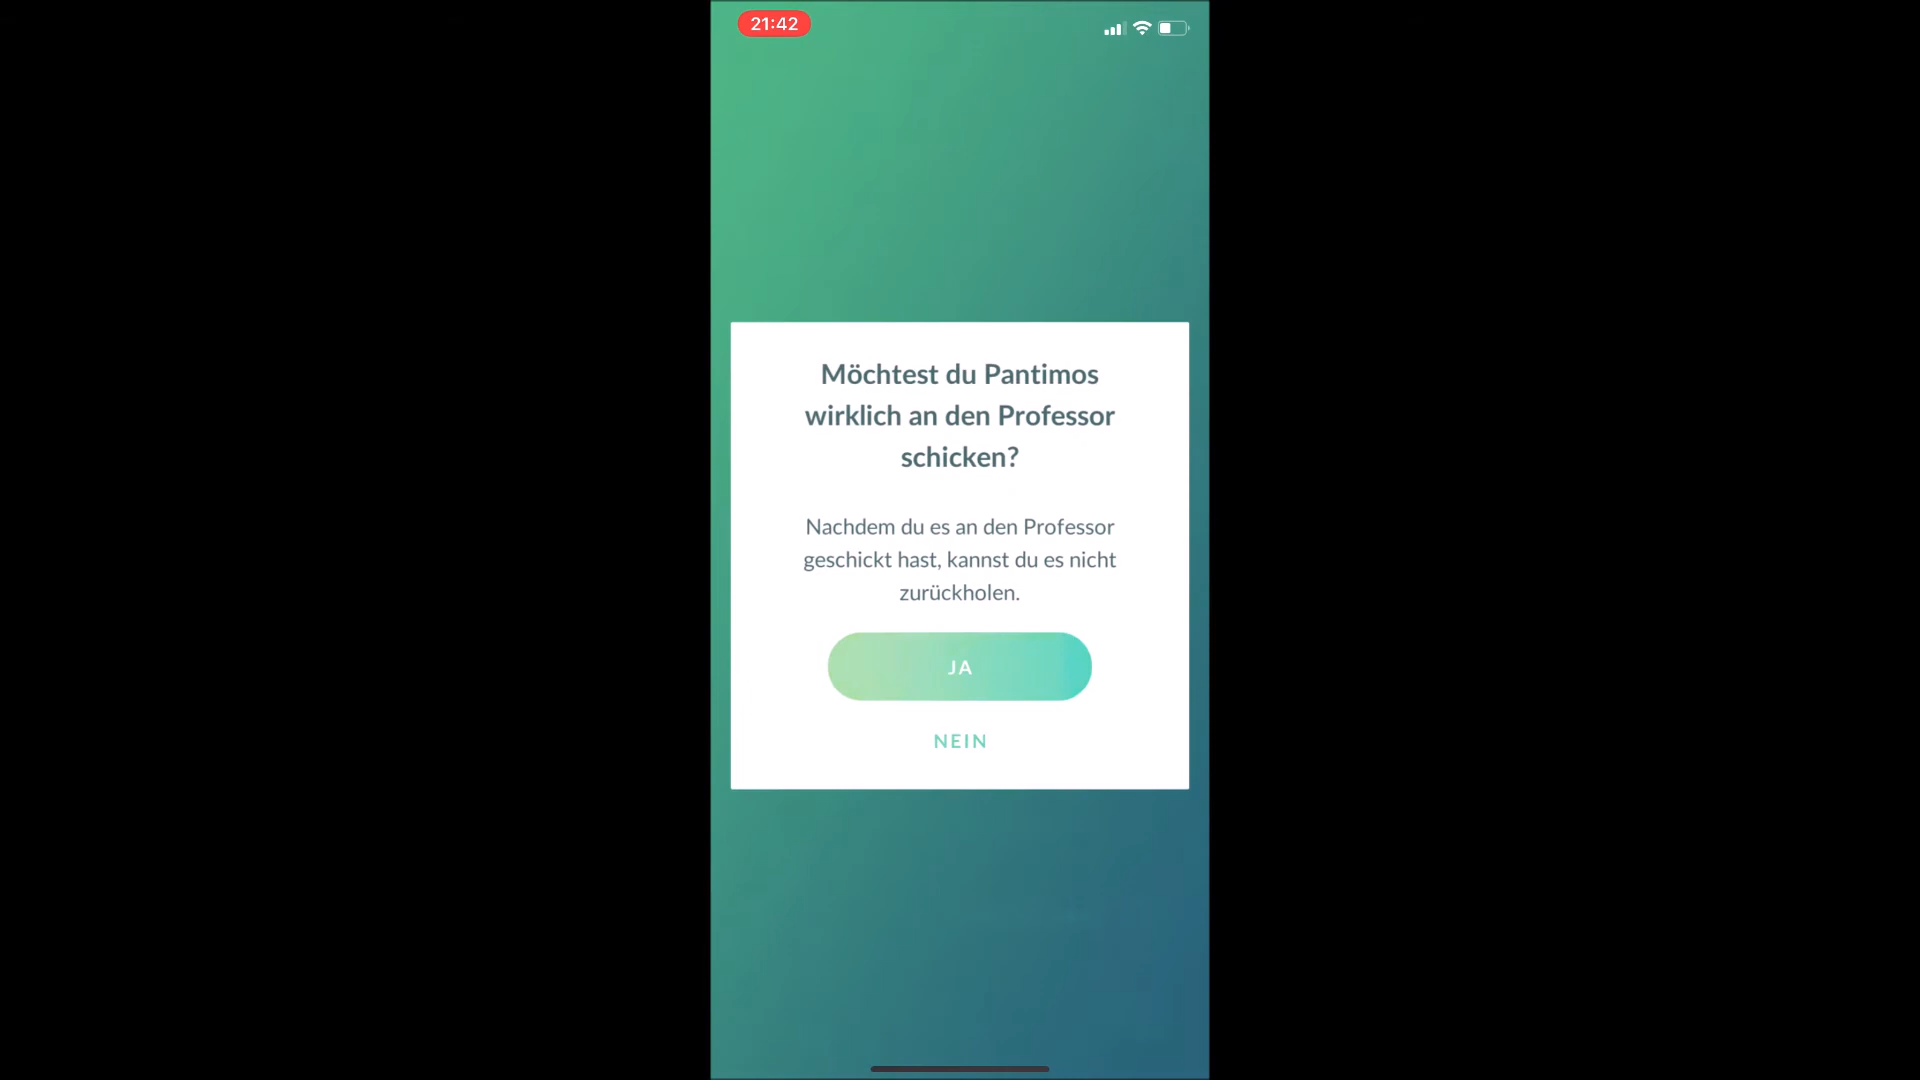 21:42
Möchtest du Pantimos
wirklich an den Professor
schicken?
Nachdem du es an den Professor
geschickt hast, kannst du es nicht
zurückholen.
JA
NEIN